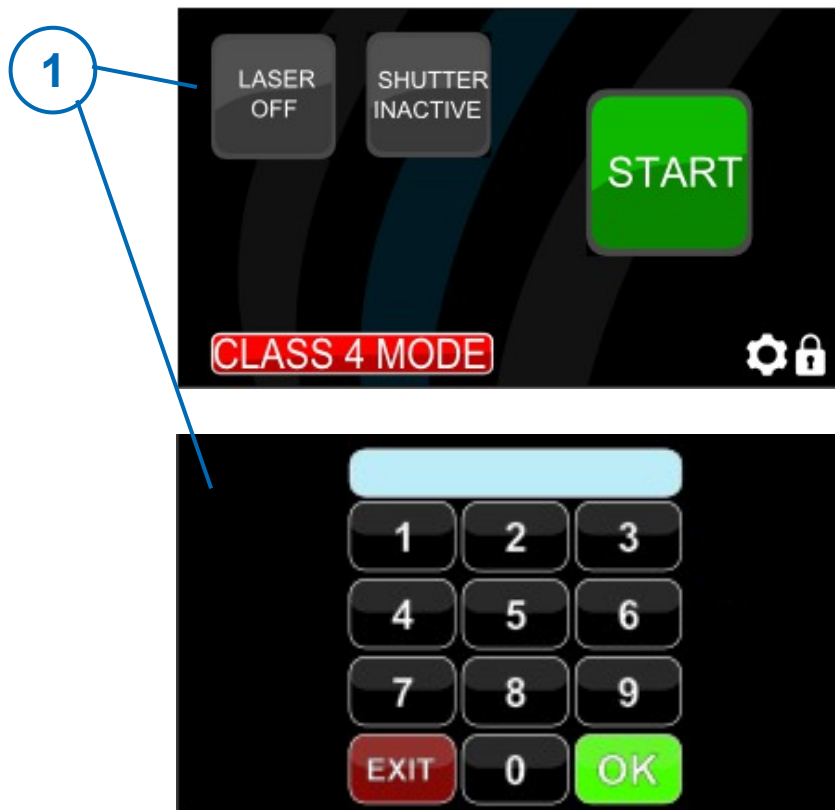 1
LASER
OFF
SHUTTER
INACTIVE
START
CLASS 4 MODE
1 2 3
4 5 6
7 8 9
EXIT 0 OK